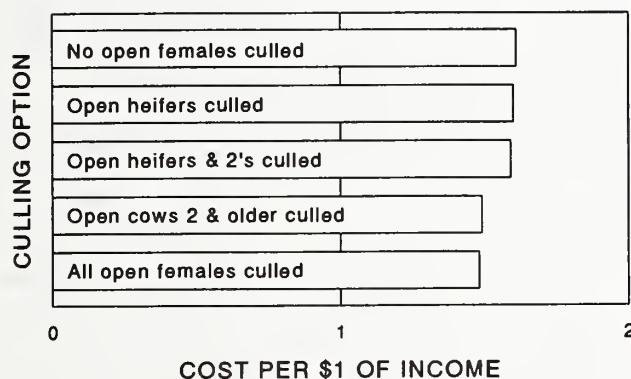 CULLING OPTION
No open females culled
Open heifers culled
Open heifers & 2's culled
Open cows 2 & older culled
All open females culled
0 1 2
COST PER $1 OF INCOME